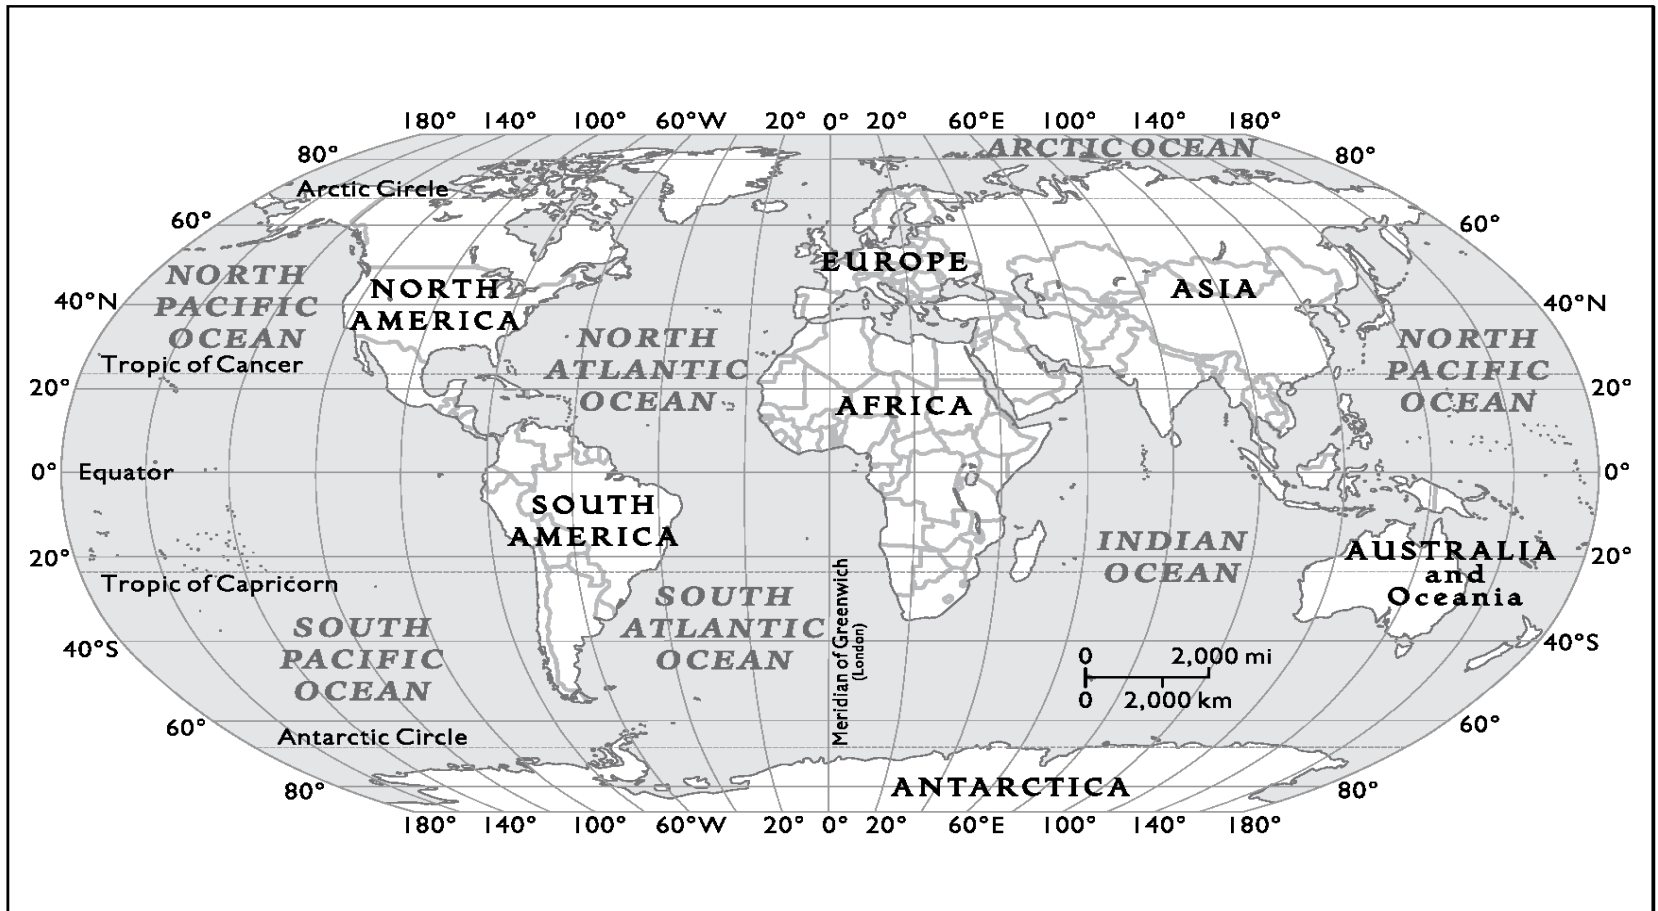 180° 140° 100° 60°W 20° 0° 20° 60°E 100° 140° 180°
ARCTIC OCEAN
80° 80°
Arctic Circle
60° 60°
EUROPE
NORTH
PACIFIC
OCEAN
NORTH
AMERICA
ASIA
40°N 40°N
NORTH
ATLANTIC
OCEAN
NORTH
PACIFIC
OCEAN
Tropic of Cancer
20° 20°
AFRICA
0° Equator 0°
SOUTH
AMERICA
INDIAN
OCEAN
AUSTRALIA
and
Oceania
20° 20°
Tropic of Capricorn
SOUTH
ATLANTIC
OCEAN
Meridian of Greenwich
(London)
SOUTH
PACIFIC
OCEAN
40°S 40°S
0 2,000 mi
0 2,000 km
60° 60°
Antarctic Circle
ANTARCTICA
80° 80°
180° 140° 100° 60°W 20° 0° 20° 60°E 100° 140° 180°